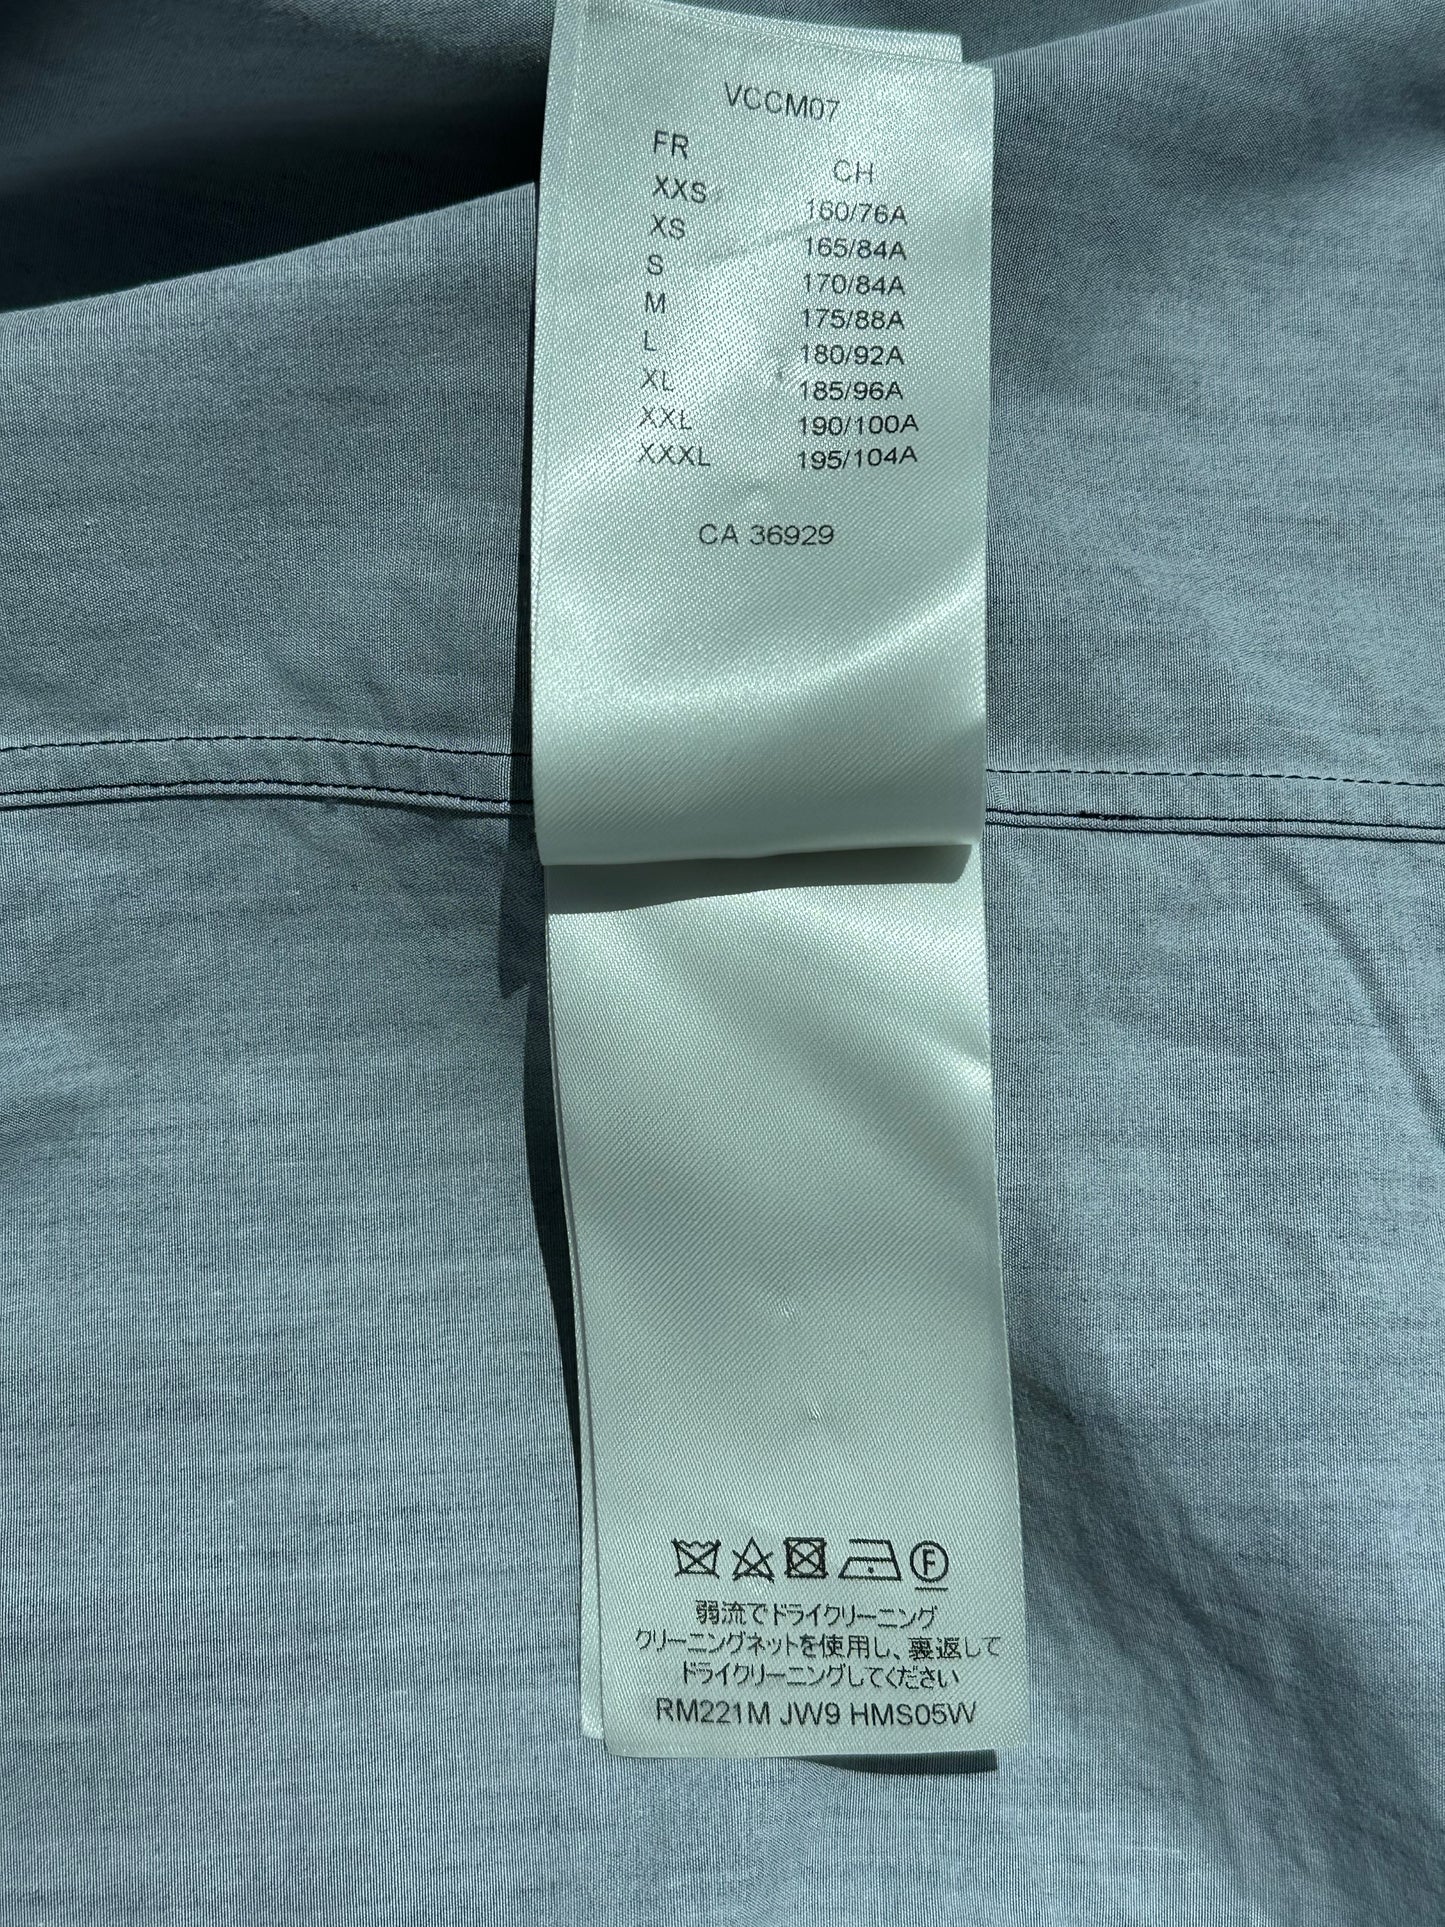 VCCM07
FR CH
XXS 160/76A
XS 165/84A
S 170/84A
M 175/88A
L 180/92A
XL 185/96A
XXL 190/100A
XXXL 195/104A
CA 36929
F
弱流でドライクリーニング
クリーニングネットを使用し、裏返して
ドライクリーニングしてください
RM221M JW9 HMS05W